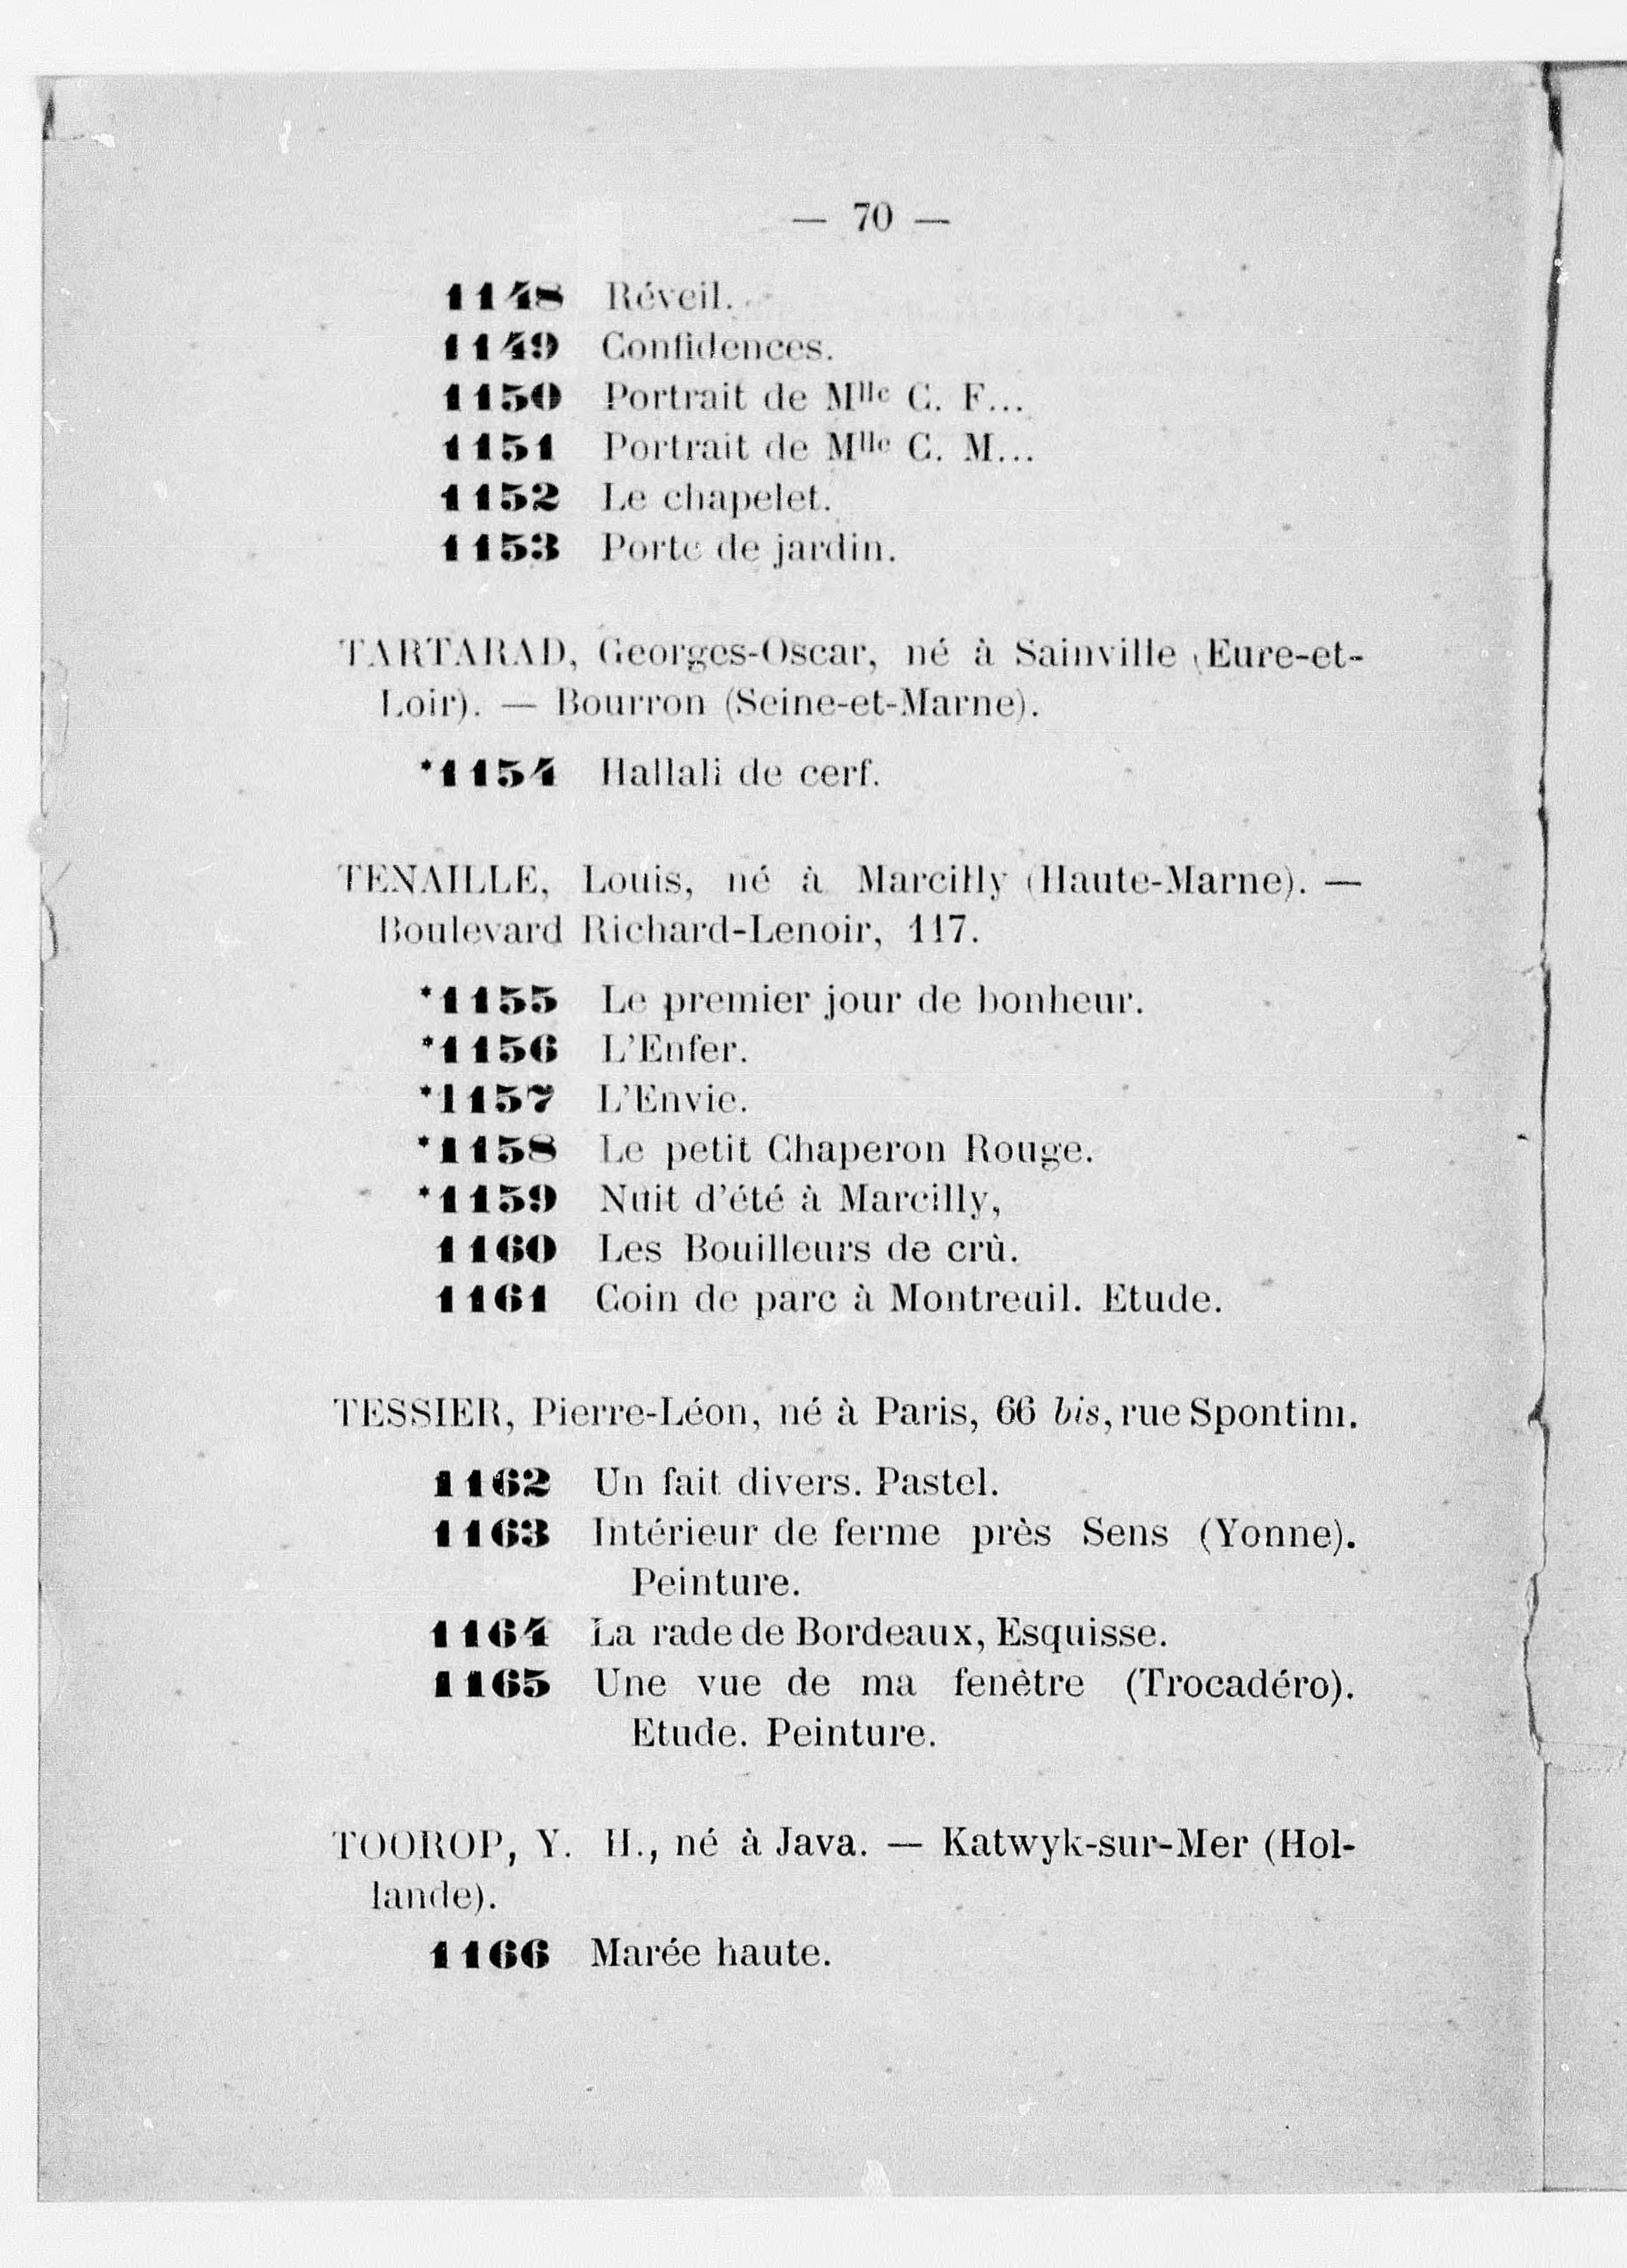 — 70 —
1148 Réveil.
1149 Confidences.
1150 Portrait de Mlle C. F...
1151 Portrait de Mlle C. M...
1152 Le chapelet.
1153 Porte de jardin.
TARTARAD, Georges-Oscar, né à Sainville (Eure-et-
Loir). — Bourron (Seine-et-Marne).
*1154 Hallali de cerf.
TENAILLE, Louis, né à Marcilly (Haute-Marne). —
Boulevard Richard-Lenoir, 117.
*1155 Le premier jour de bonheur.
*1156 L'Enfer.
*1157 L'Envie.
*1158 Le petit Chaperon Rouge.
*1159 Nuit d'été à Marcilly,
1160 Les Bouilleurs de crù.
1161 Coin de parc à Montreuil. Etude.
TESSIER, Pierre-Léon, né à Paris, 66 bis, rue Spontini.
1162 Un fait divers. Pastel.
1163 Intérieur de ferme près Sens (Yonne).
Peinture.
1164 La rade de Bordeaux, Esquisse.
1165 Une vue de ma fenêtre (Trocadéro).
Etude. Peinture.
TOOROP, Y. H., né à Java. — Katwyk-sur-Mer (Hol-
lande).
1166 Marée haute.